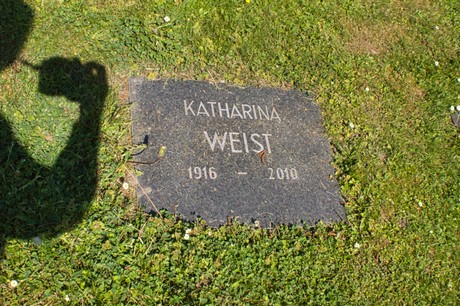 KATHARINA
WEIST
1916 - 2010